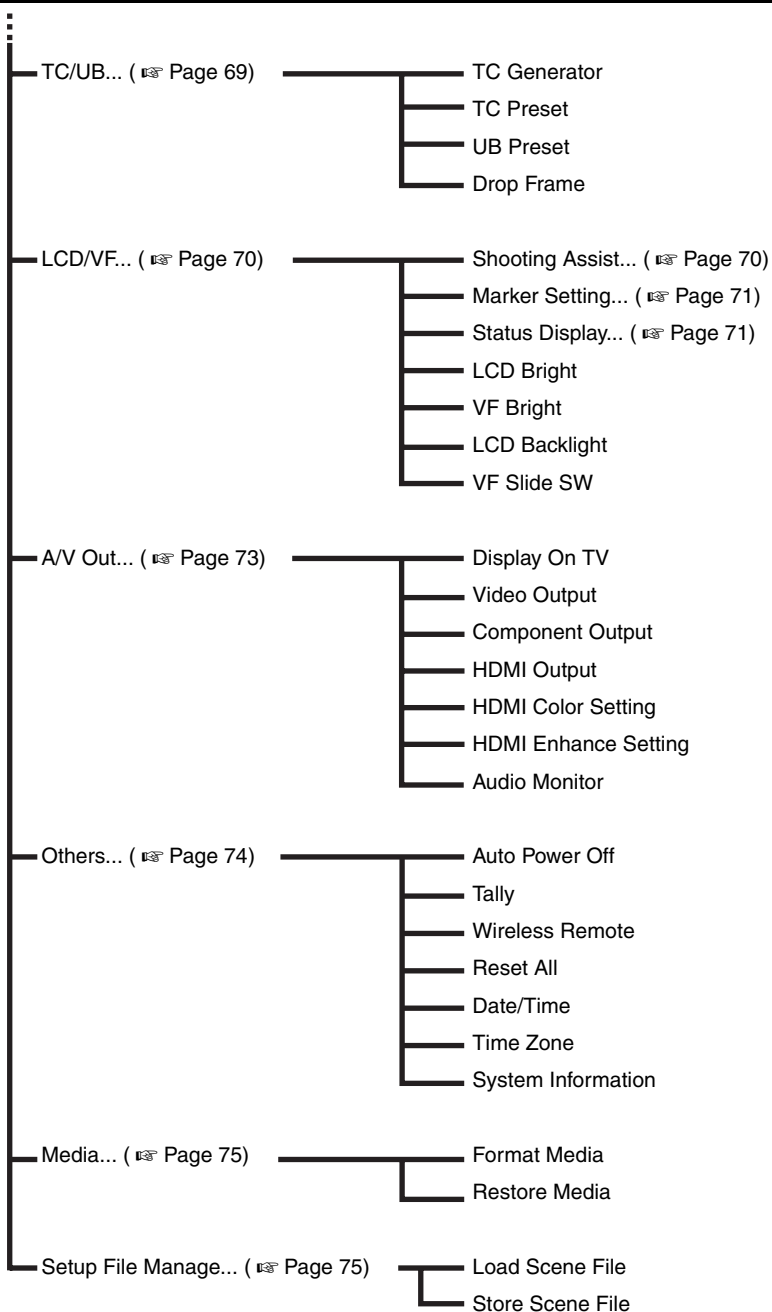 TC/UB... ( ☞ Page 69)
TC Generator
TC Preset
UB Preset
Drop Frame
LCD/VF... ( ☞ Page 70)
Shooting Assist... ( ☞ Page 70)
Marker Setting... ( ☞ Page 71)
Status Display... ( ☞ Page 71)
LCD Bright
VF Bright
LCD Backlight
VF Slide SW
A/V Out... ( ☞ Page 73)
Display On TV
Video Output
Component Output
HDMI Output
HDMI Color Setting
HDMI Enhance Setting
Audio Monitor
Others... ( ☞ Page 74)
Auto Power Off
Tally
Wireless Remote
Reset All
Date/Time
Time Zone
System Information
Media... ( ☞ Page 75)
Format Media
Restore Media
Setup File Manage... ( ☞ Page 75)
Load Scene File
Store Scene File